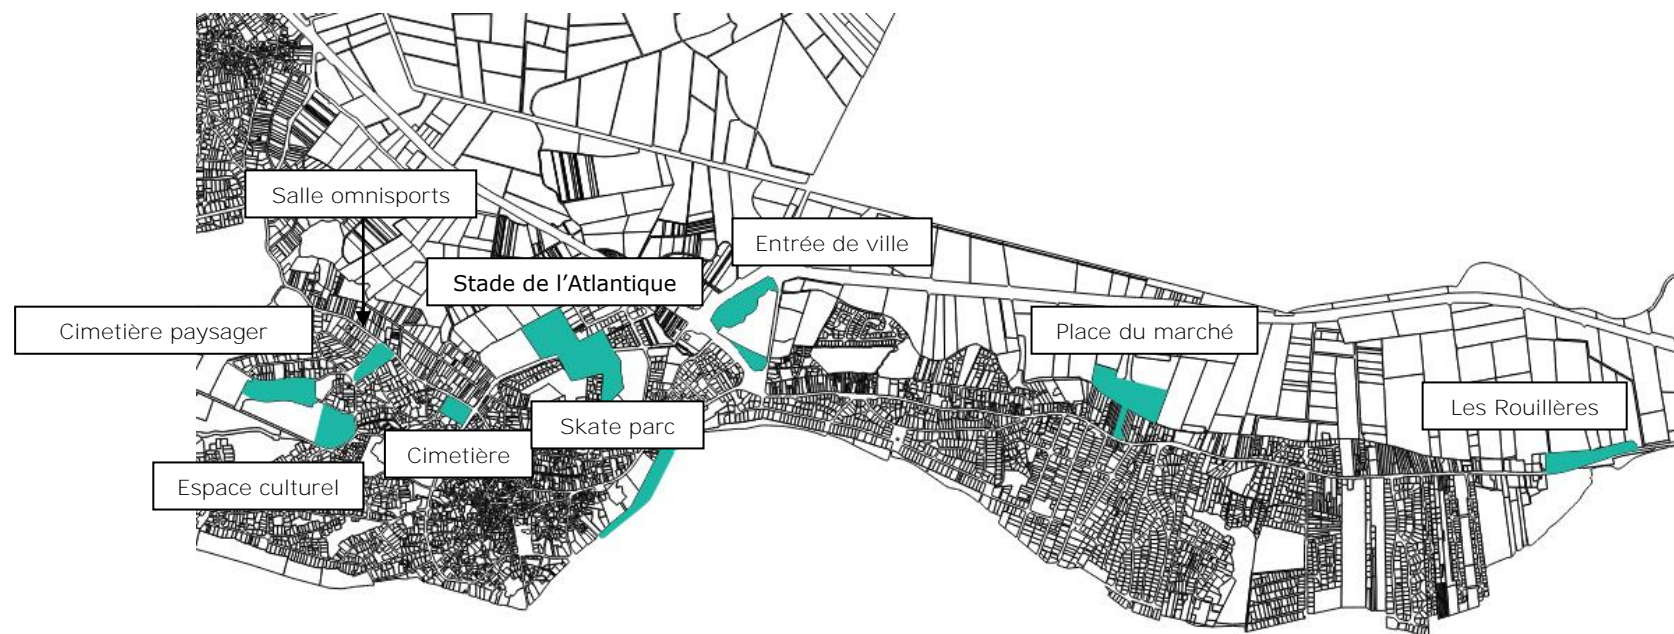 Salle omnisports
Entrée de ville
Stade de l’Atlantique
Cimetière paysager
Place du marché
Les Rouillères
Skate parc
Cimetière
Espace culturel